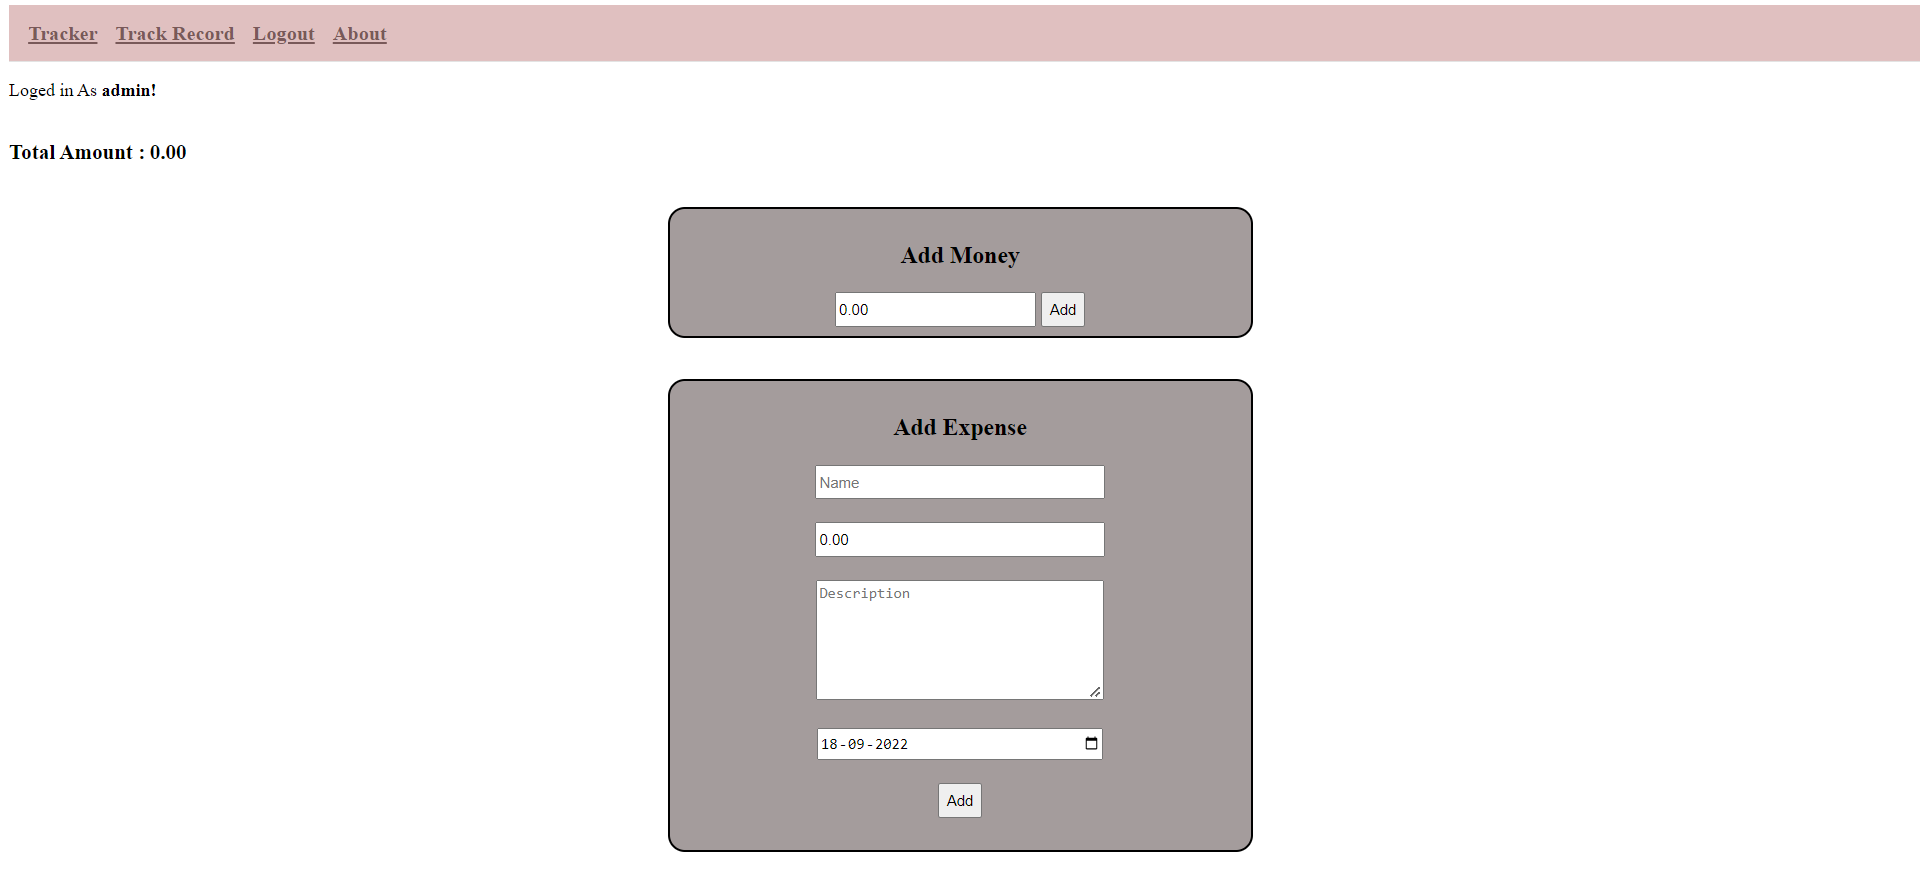 Tracker Track Record Logout About
Loged in As admin!
Total Amount : 0.00
Add Money
0.00 Add
Add Expense
Name
0.00
Description
18-09-2022
Add